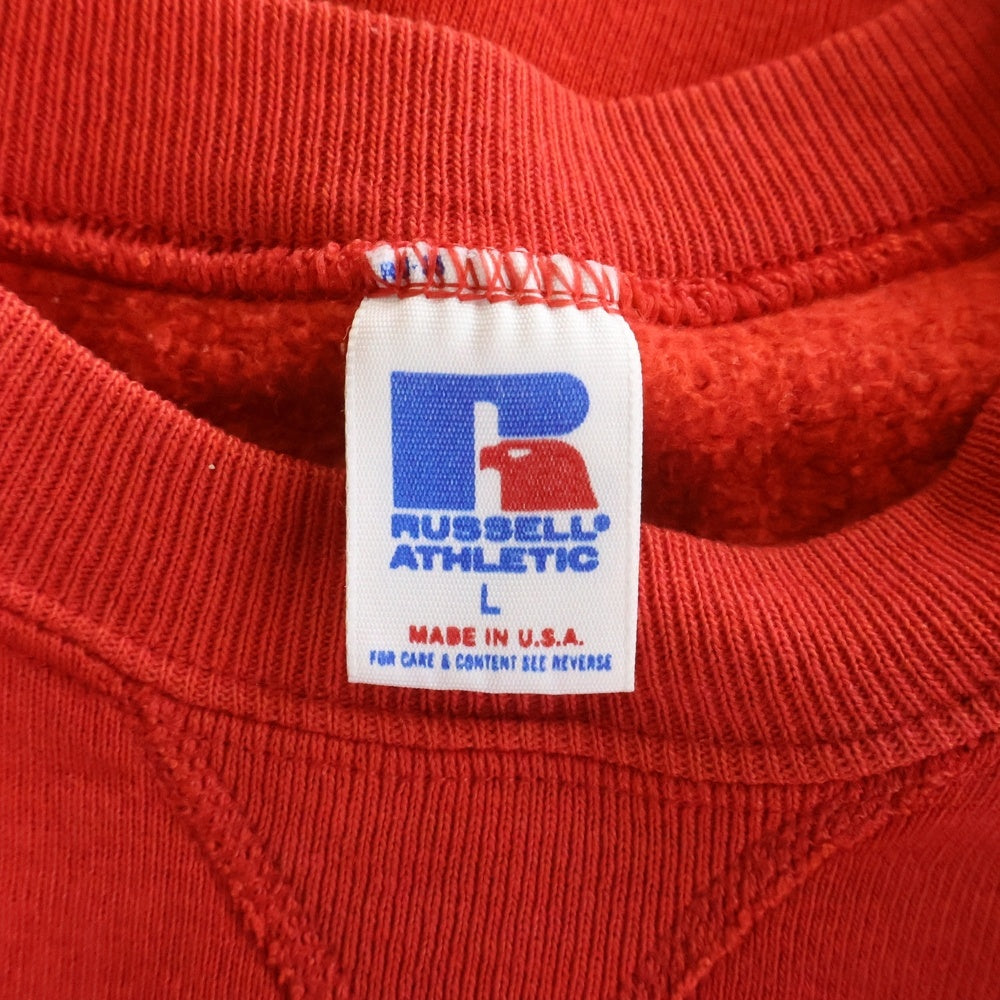 RUSSELL®
ATHLETIC
L
MADE IN U.S.A.
FOR CARE & CONTENT SEE REVERSE